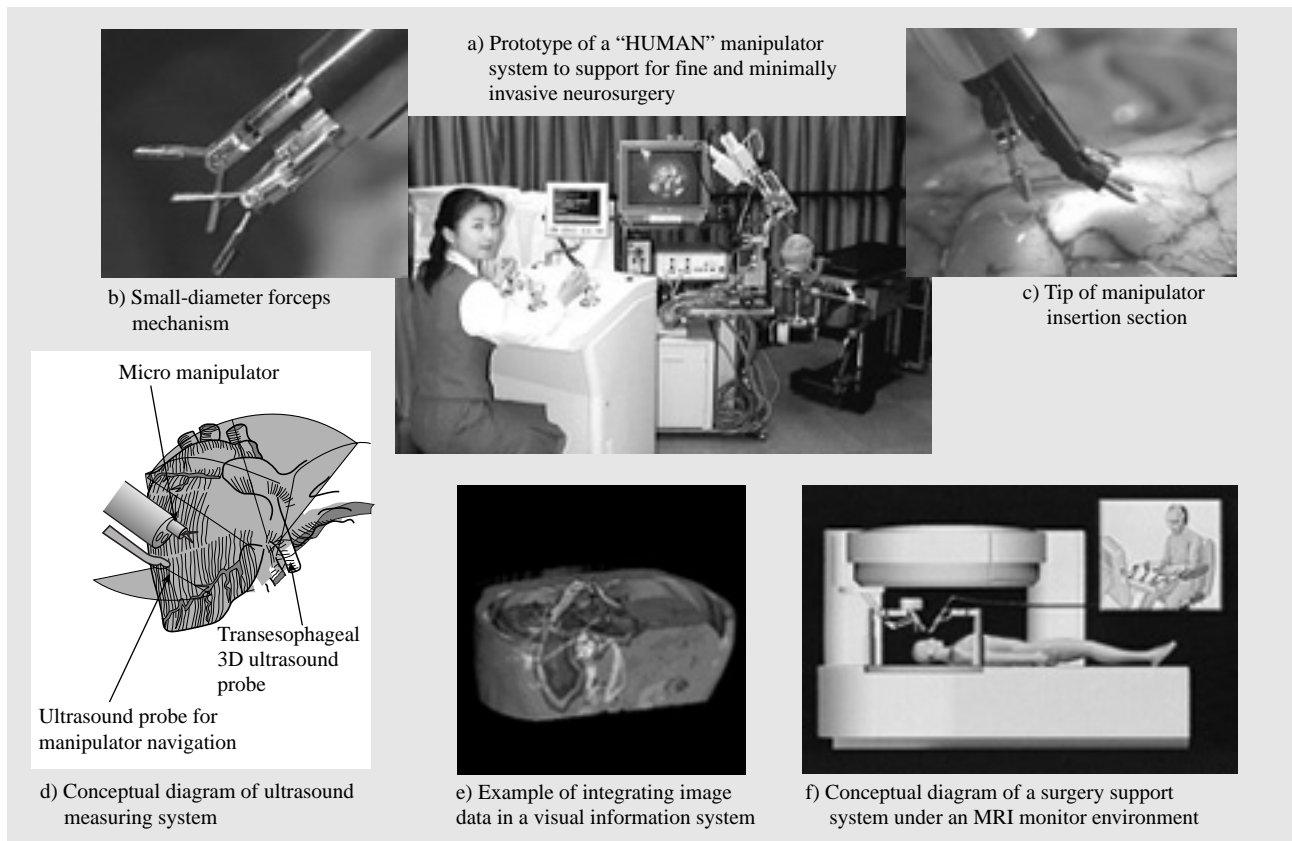 a) Prototype of a “HUMAN” manipulator
system to support for fine and minimally
invasive neurosurgery
b) Small-diameter forceps
mechanism
c) Tip of manipulator
insertion section
Micro manipulator
Transesophageal
3D ultrasound
probe
Ultrasound probe for
manipulator navigation
d) Conceptual diagram of ultrasound
measuring system
e) Example of integrating image
data in a visual information system
f) Conceptual diagram of a surgery support
system under an MRI monitor environment